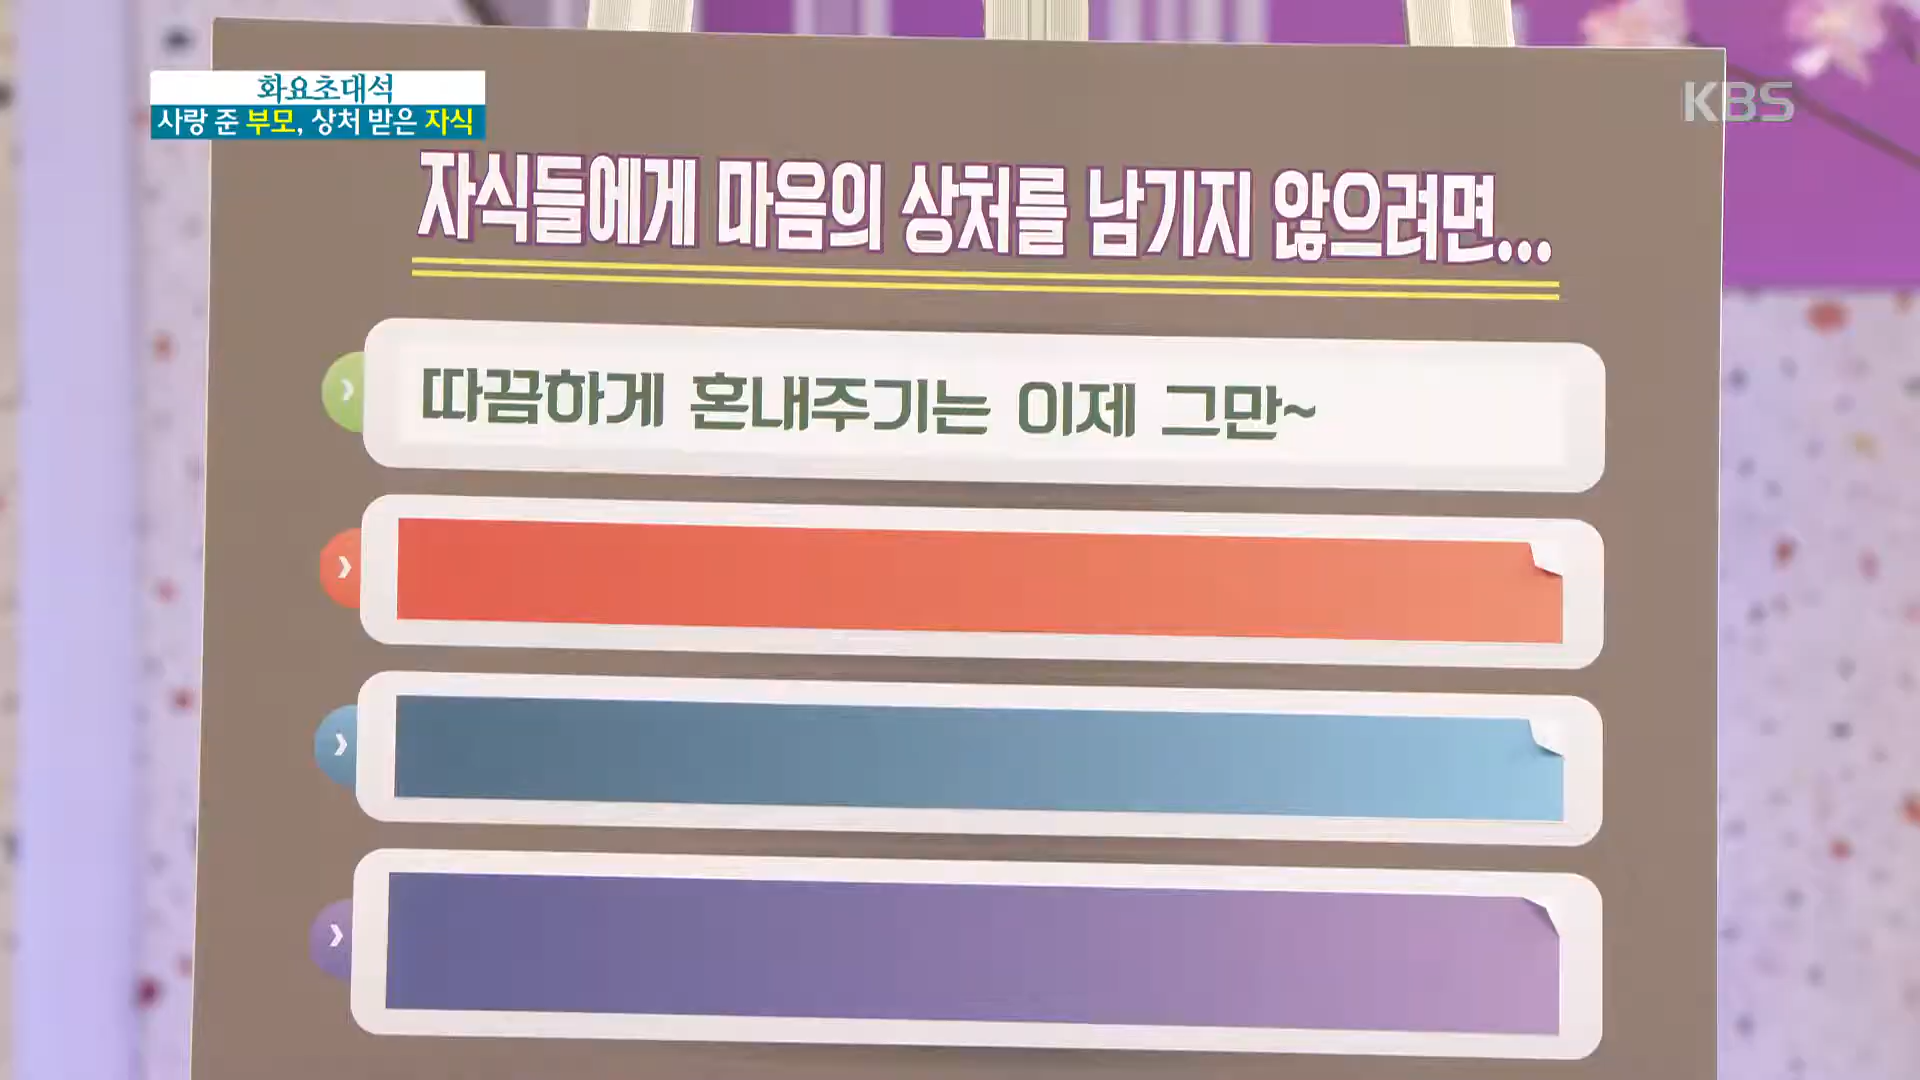 화요초대석
사랑 준 부모, 상처 받은 자식
KBS
자식들에게 마음의 상처를 남기지 않으려면...
따끔하게 혼내주기는 이제 그만~